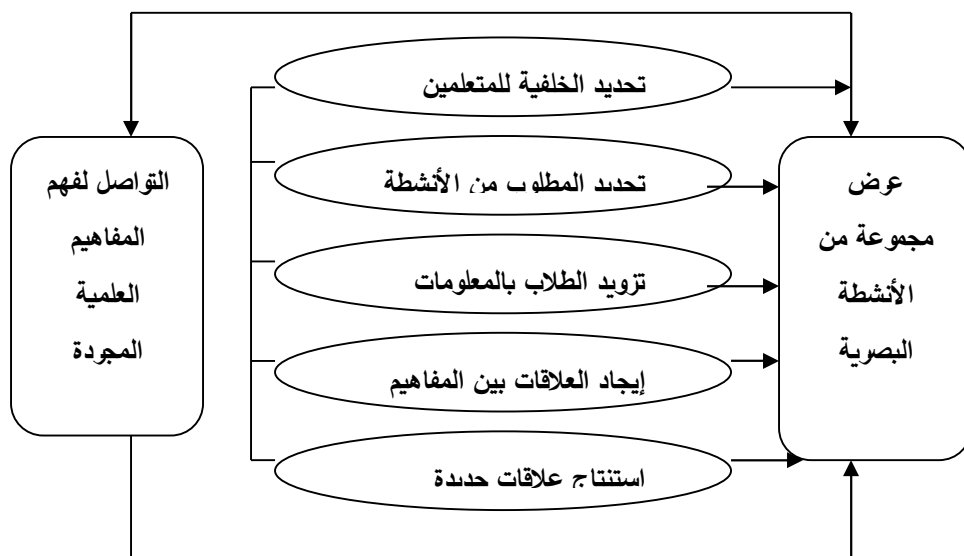 تحديد الخلفية للمتعلمين
تحديد المطلوب من الأنشطة
تزويد الطلاب بالمعلومات
إيجاد العلاقات بين المفاهيم
استنتاج علاقات جديدة
عرض
مجموعة من
الأنشطة
البصرية
التواصل لفهم
المفاهيم
العلمية
المجردة